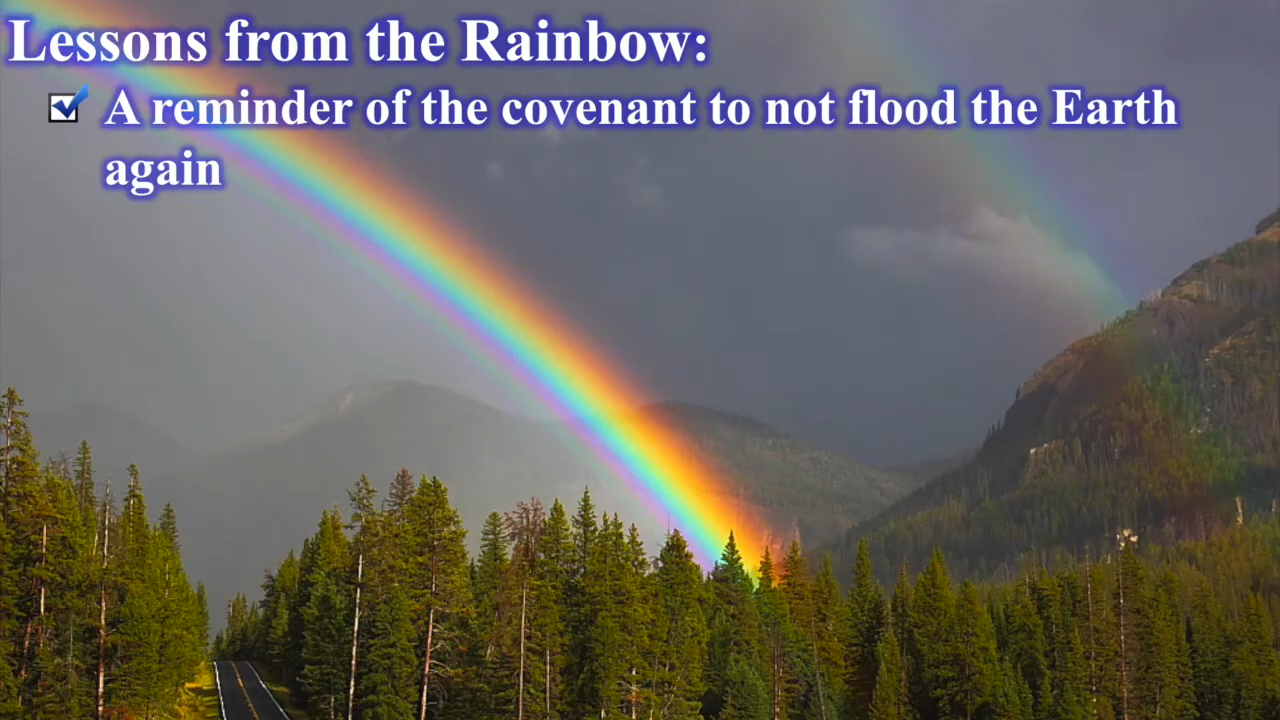 Lessons from the Rainbow:
A reminder of the covenant to not flood the Earth
again